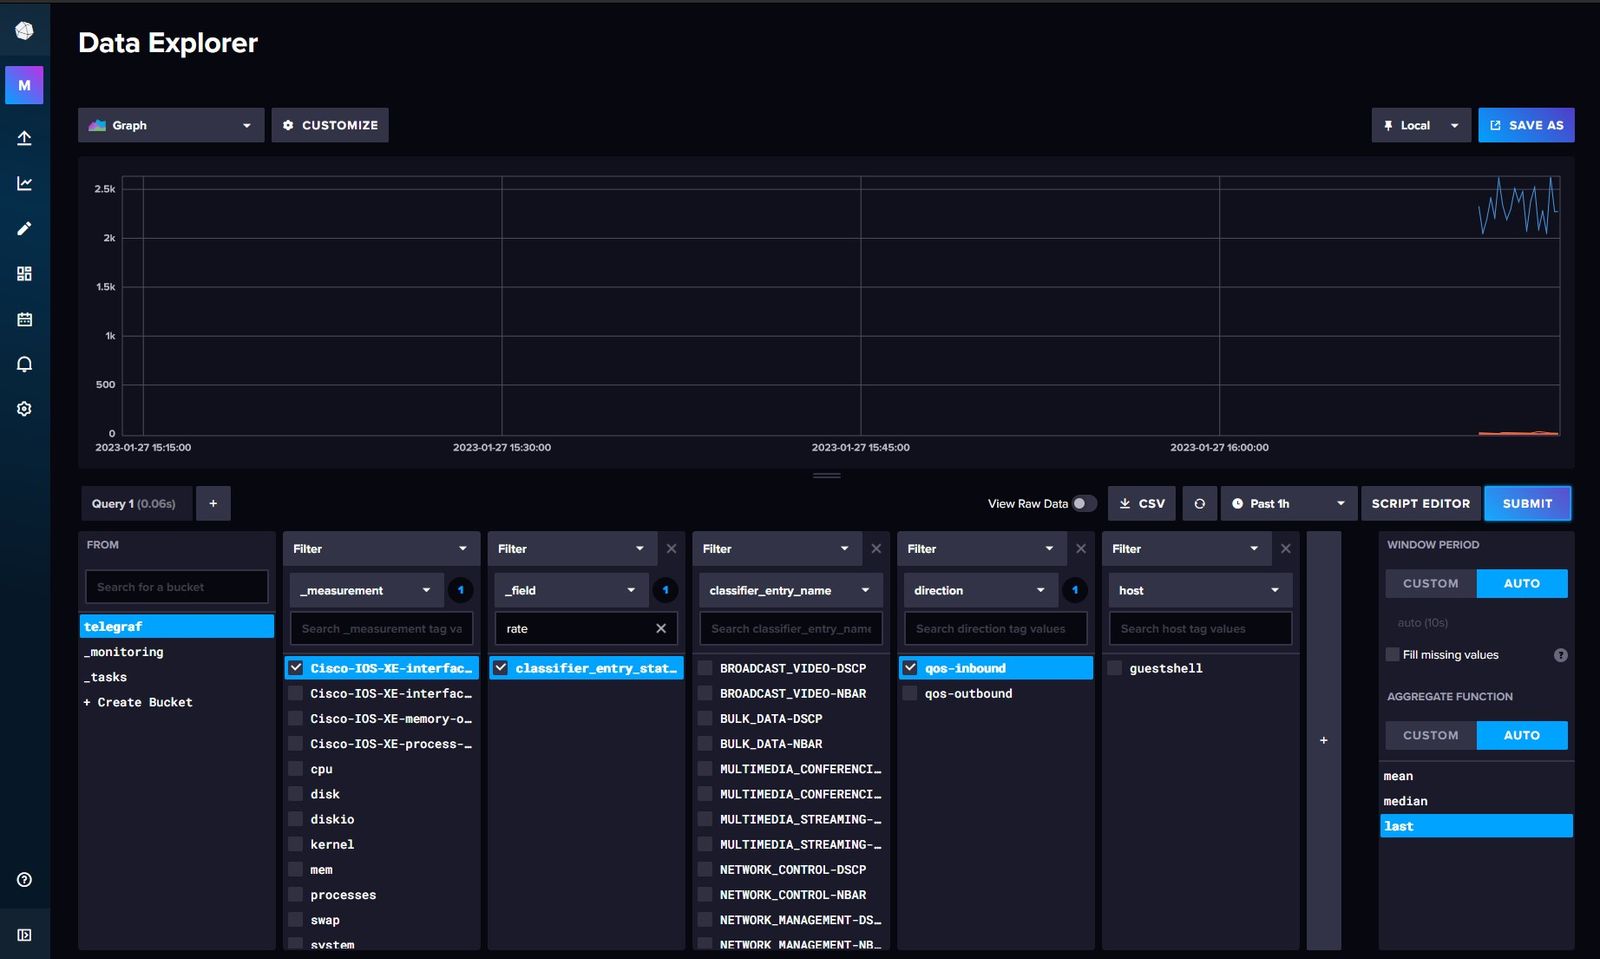 Data Explorer
M
Graph
CUSTOMIZE
Local
SAVE AS
2.5k
2k
1.5k
1k
500
0
2023-01-27 15:15:00
2023-01-27 15:30:00
2023-01-27 15:45:00
2023-01-27 16:00:00
Query 1 (0.06s)
+
View Raw Data
CSV
Past 1h
SCRIPT EDITOR
SUBMIT
FROM
Search for a bucket
telegraf
_monitoring
_tasks
+ Create Bucket
Filter
_measurement
1
Search _measurement tag va
Cisco-IOS-XE-interfac…
Cisco-IOS-XE-interfac…
Cisco-IOS-XE-memory-o…
Cisco-IOS-XE-process-…
cpu
disk
diskio
kernel
mem
processes
swap
system
Filter
_field
1
rate
classifier_entry_stat…
Filter
classifier_entry_name
Search classifier_entry_name
BROADCAST_VIDEO-DSCP
BROADCAST_VIDEO-NBAR
BULK_DATA-DSCP
BULK_DATA-NBAR
MULTIMEDIA_CONFERENCI…
MULTIMEDIA_CONFERENCI…
MULTIMEDIA_STREAMING-…
MULTIMEDIA_STREAMING-…
NETWORK_CONTROL-DSCP
NETWORK_CONTROL-NBAR
NETWORK_MANAGEMENT-DS…
NETWORK_MANAGEMENT-NB…
Filter
direction
1
Search direction tag values
qos-inbound
qos-outbound
Filter
host
Search host tag values
guestshell
+
WINDOW PERIOD
CUSTOM
AUTO
auto (10s)
Fill missing values
?
AGGREGATE FUNCTION
CUSTOM
AUTO
mean
median
last